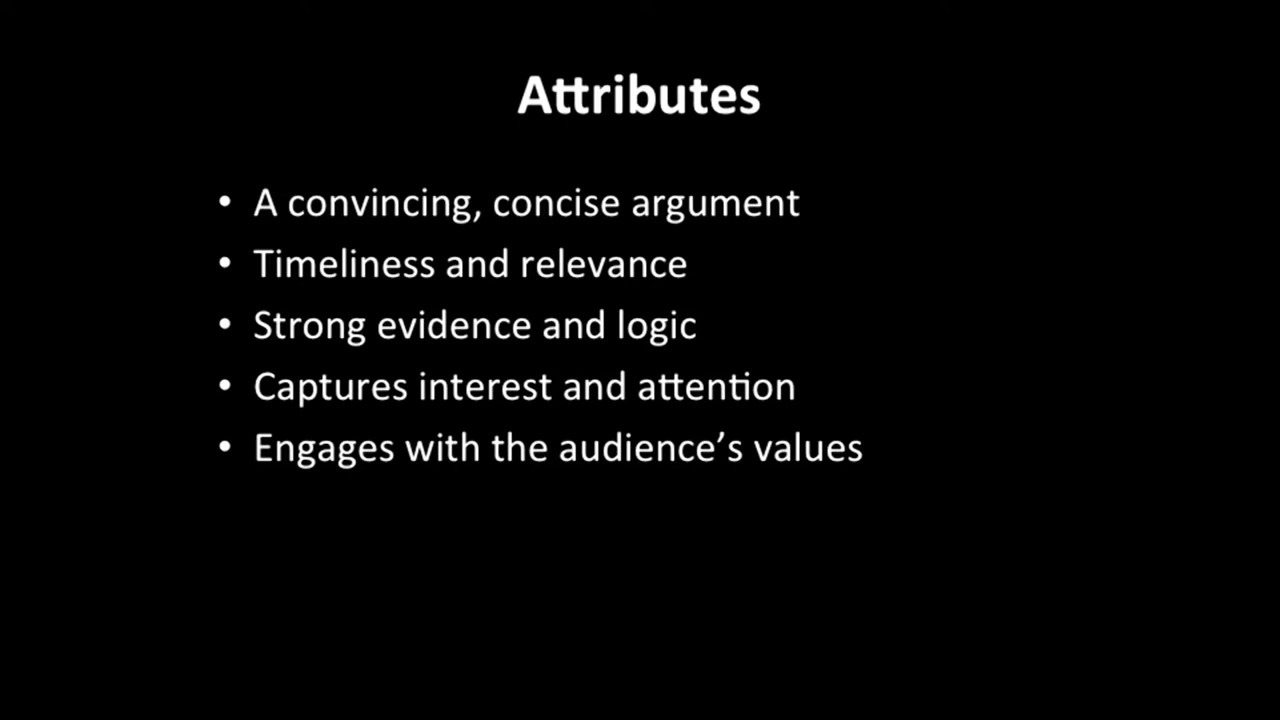 Attributes
• A convincing, concise argument
• Timeliness and relevance
• Strong evidence and logic
• Captures interest and attention
• Engages with the audience’s values